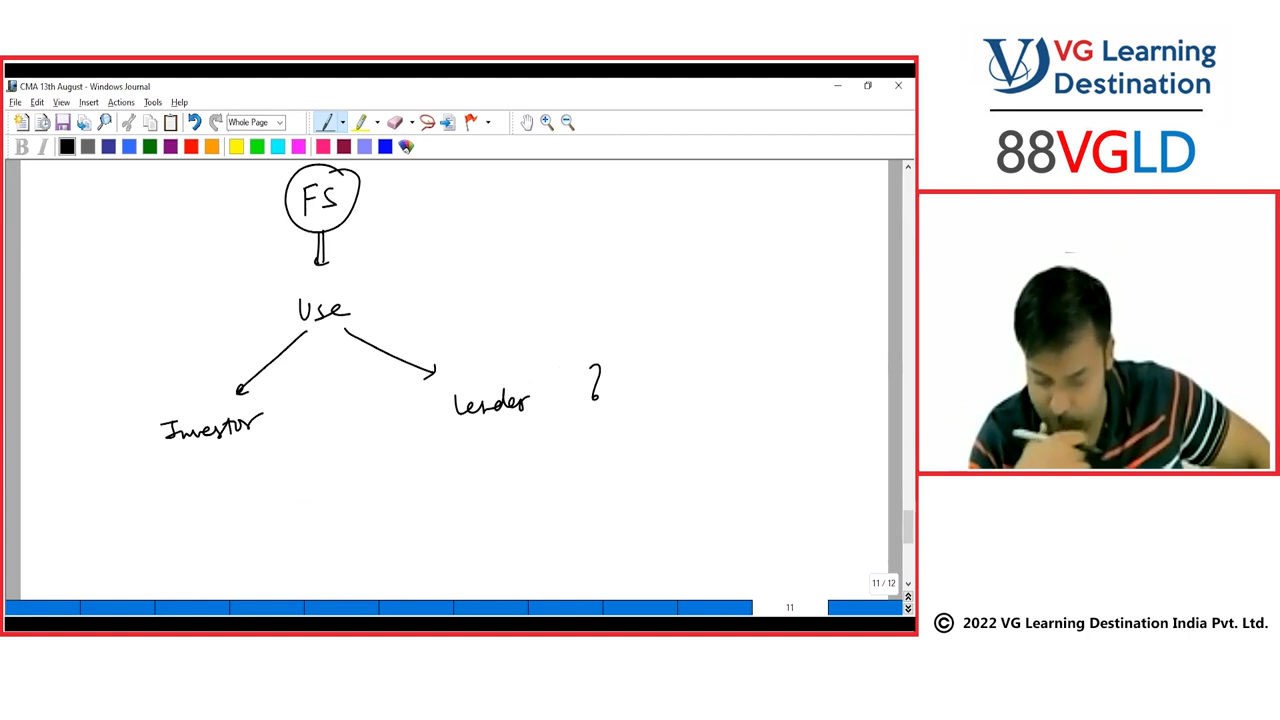 CMA 13th August - Windows Journal
File Edit View Insert Actions Tools Help
Whole Page
B I
FS
Use
Investor
Lender ?
11 / 12
11
VG Learning
Destination
88VGLD
© 2022 VG Learning Destination India Pvt. Ltd.